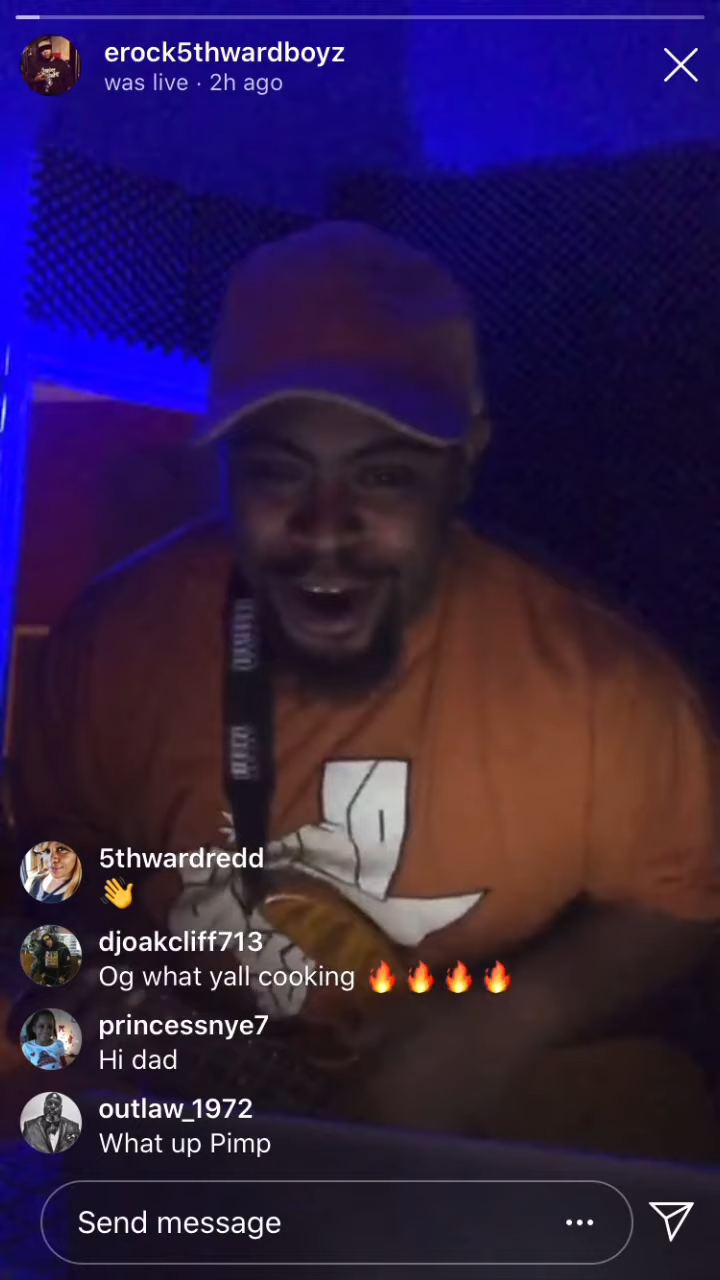 erock5thwardboyz
was live · 2h ago
5thwardredd
👋
djoakcliff713
Og what yall cooking 🔥🔥🔥🔥
princessnye7
Hi dad
outlaw_1972
What up Pimp
Send message